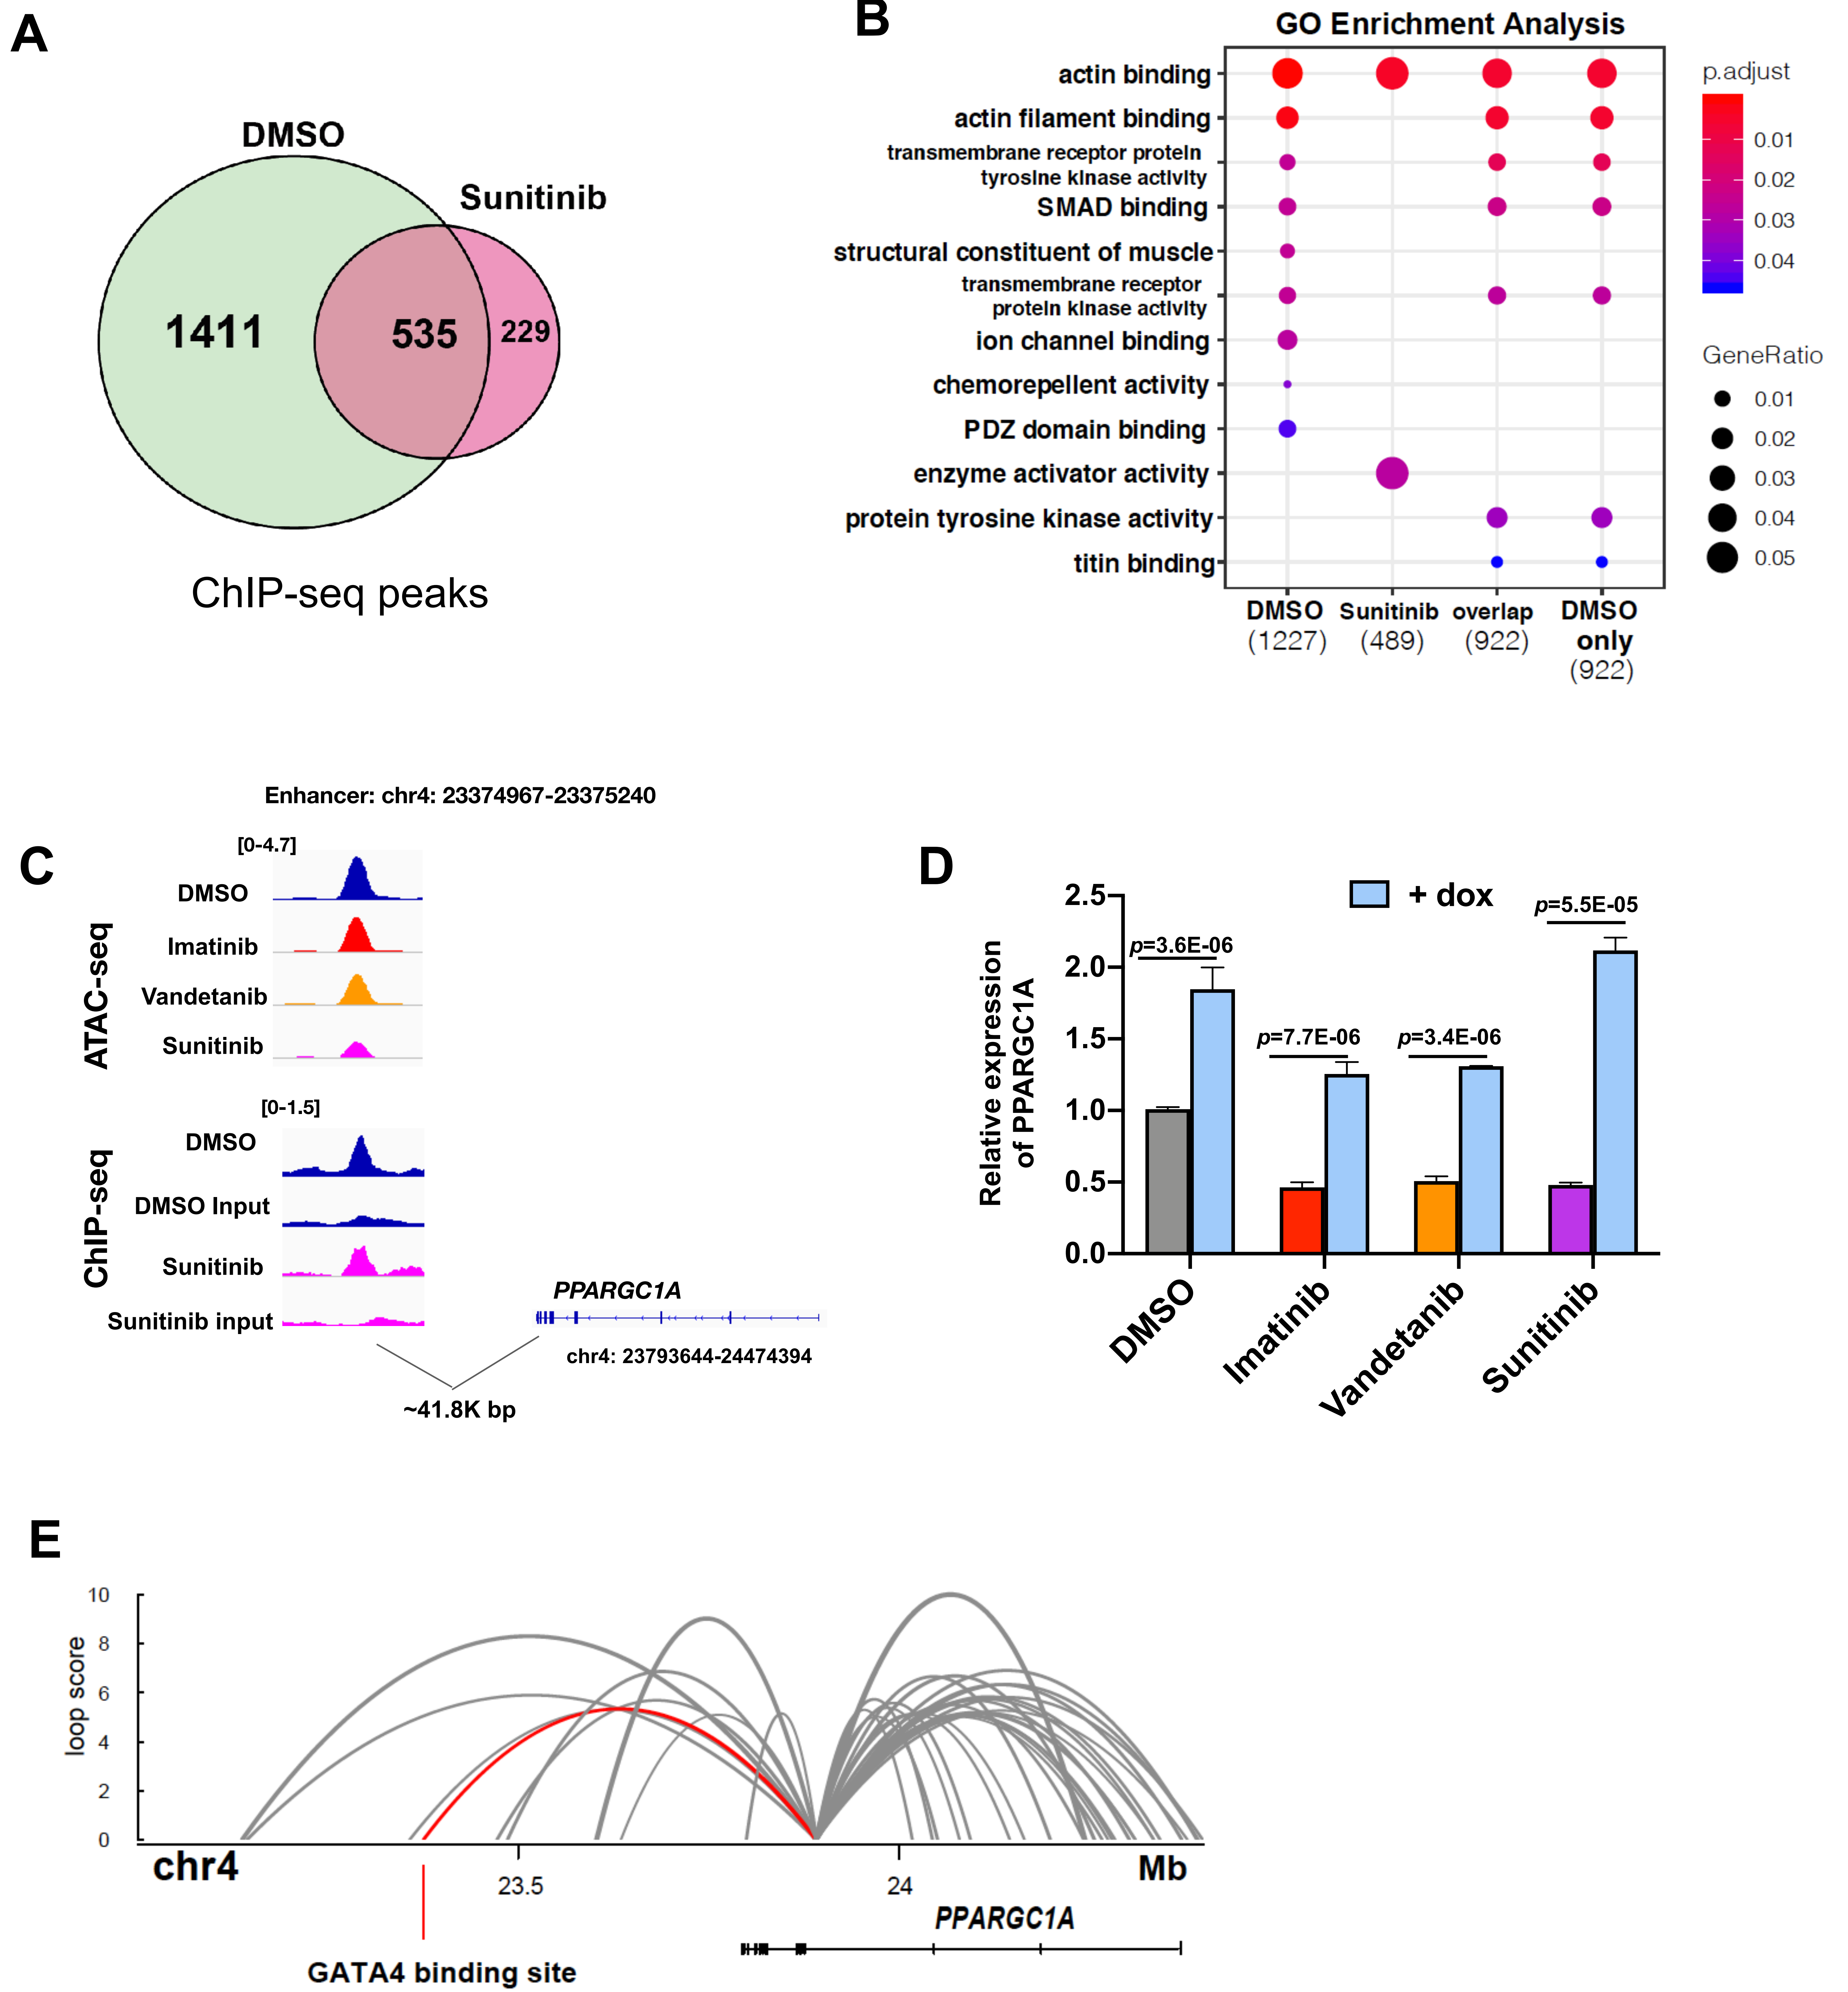 A
DMSO
Sunitinib
1411
535
229
ChIP-seq peaks
B
GO Enrichment Analysis
actin binding
actin filament binding
transmembrane receptor protein
tyrosine kinase activity
SMAD binding
structural constituent of muscle
transmembrane receptor
protein kinase activity
ion channel binding
chemorepellent activity
PDZ domain binding
enzyme activator activity
protein tyrosine kinase activity
titin binding
DMSO
(1227)
Sunitinib
(489)
overlap
(922)
DMSO
only
(922)
p.adjust
0.01
0.02
0.03
0.04
GeneRatio
0.01
0.02
0.03
0.04
0.05
C
Enhancer: chr4: 23374967-23375240
ATAC-seq
[0-4.7]
DMSO
Imatinib
Vandetanib
Sunitinib
ChIP-seq
[0-1.5]
DMSO
DMSO Input
Sunitinib
Sunitinib input
PPARGC1A
chr4: 23793644-24474394
~41.8K bp
D
+ dox
Relative expression
of PPARGC1A
2.5
2.0
1.5
1.0
0.5
0.0
p=3.6E-06
p=7.7E-06
p=3.4E-06
p=5.5E-05
DMSO
Imatinib
Vandetanib
Sunitinib
E
loop score
10
8
6
4
2
0
chr4
23.5
24
Mb
PPARGC1A
GATA4 binding site